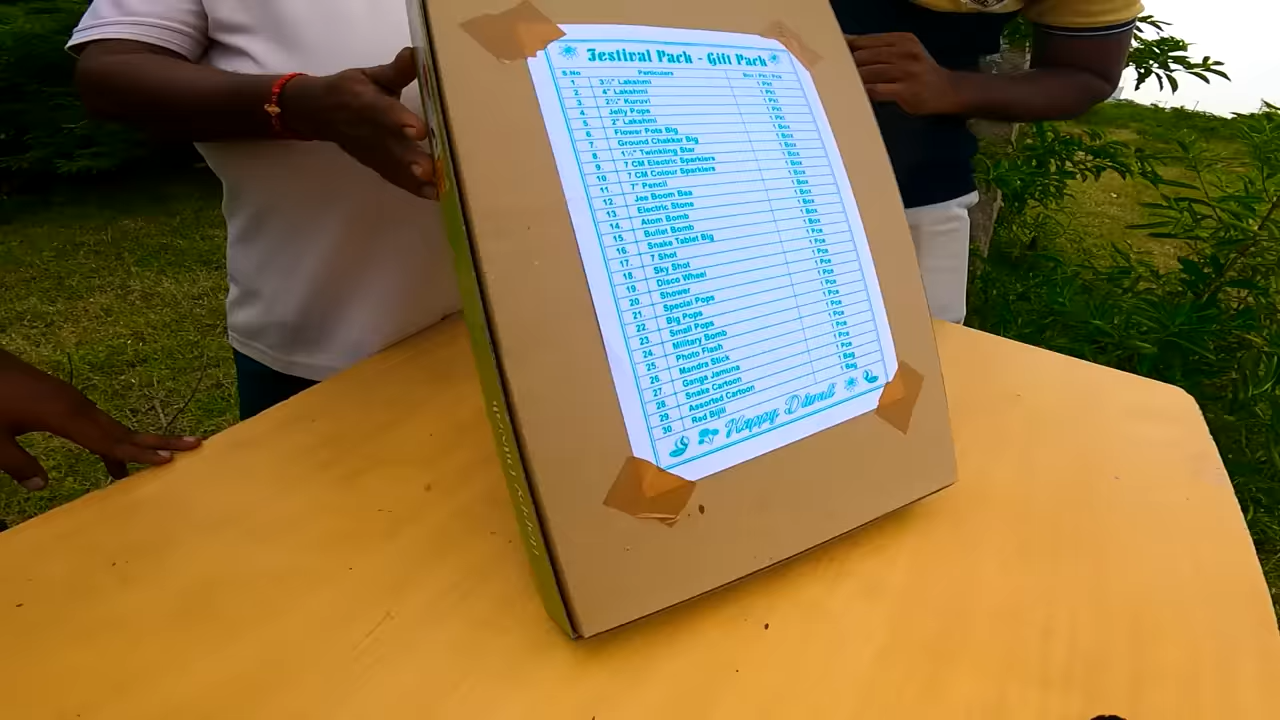 Festival Pack - Gift Pack
S.No Particulars Box / Pkt / Pcs
1. 3½" Lakshmi 1 Pkt
2. 4" Lakshmi 1 Pkt
3. 2¾" Kuruvi 1 Pkt
4. Jelly Pops 1 Pkt
5. 2" Lakshmi 1 Pkt
6. Flower Pots Big 1 Box
7. Ground Chakkar Big 1 Box
8. 1½" Twinkling Star 1 Box
9. 7 CM Electric Sparklers 1 Box
10. 7 CM Colour Sparklers 1 Box
11. 7" Pencil 1 Box
12. Jee Boom Baa 1 Box
13. Electric Stone 1 Box
14. Atom Bomb 1 Box
15. Bullet Bomb 1 Box
16. Snake Tablet Big 1 Box
17. 7 Shot 1 Pce
18. Sky Shot 1 Pce
19. Disco Wheel 1 Pce
20. Shower 1 Pce
21. Special Pops 1 Pce
22. Big Pops 1 Pce
23. Small Pops 1 Pce
24. Military Bomb 1 Pce
25. Photo Flash 1 Pce
26. Mandra Stick 1 Pce
27. Ganga Jamuna 1 Pce
28. Snake Cartoon 1 Pce
29. Assorted Cartoon 1 Pce
30. Red Bijili 1 Bag
Happy Diwali